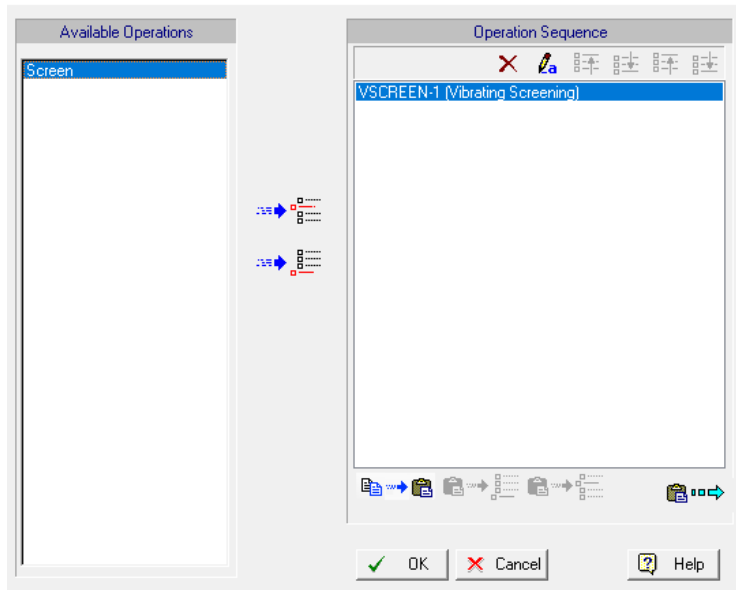 Available Operations
Screen
Operation Sequence
VSCREEN-1 (Vibrating Screening)
OK
Cancel
Help